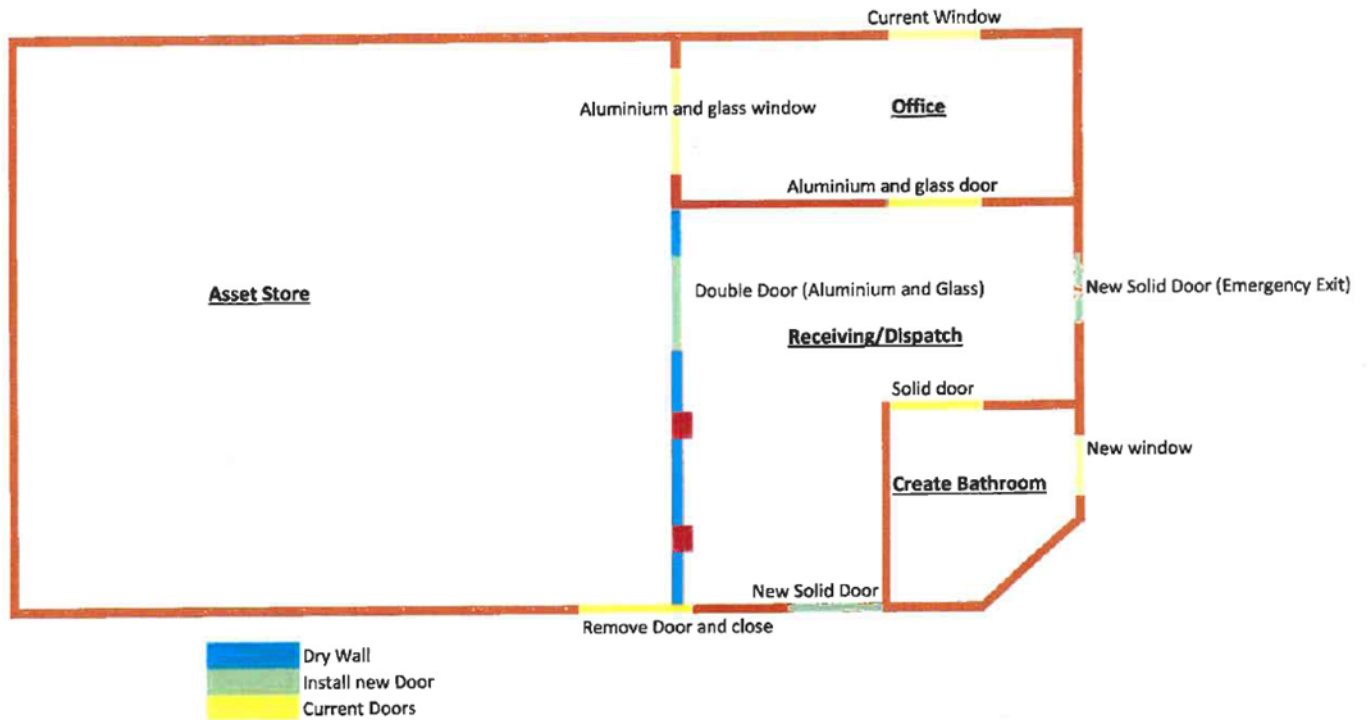 Current Window
Aluminium and glass window
Office
Aluminium and glass door
Asset Store
Double Door (Aluminium and Glass)
New Solid Door (Emergency Exit)
Receiving/Dispatch
Solid door
New window
Create Bathroom
New Solid Door
Remove Door and close
Dry Wall
Install new Door
Current Doors